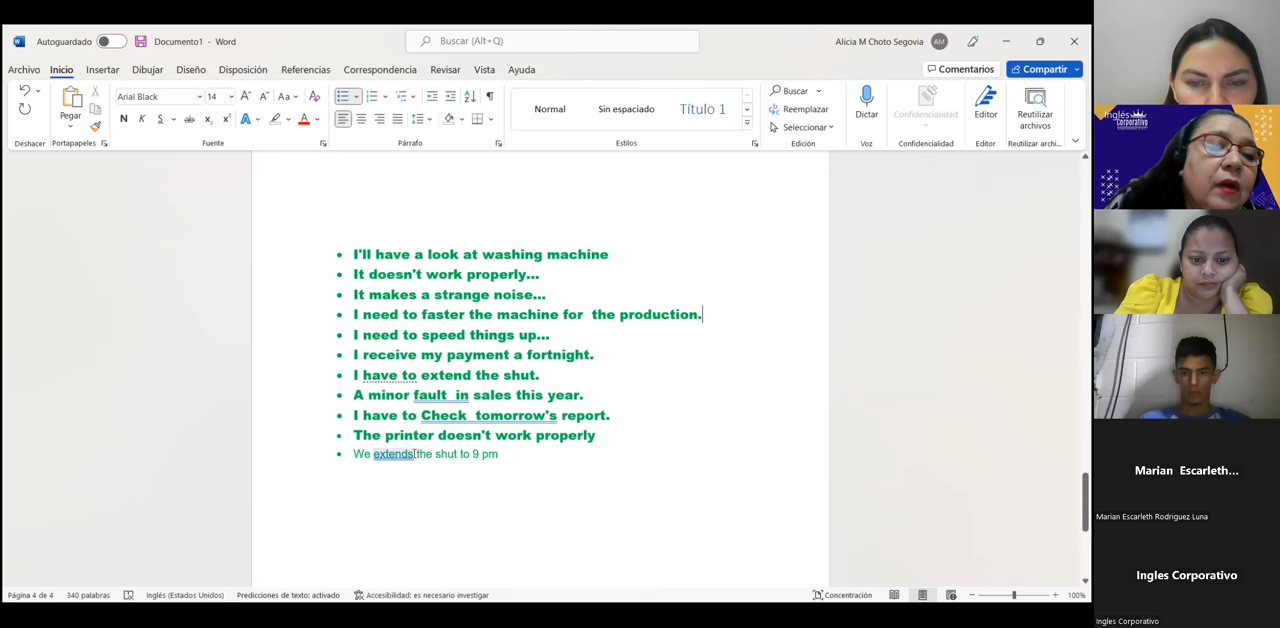 Autoguardado
Documento1 - Word
Buscar (Alt+Q)
Alicia M Choto Segovia
AM
Archivo Inicio Insertar Dibujar Diseño Disposición Referencias Correspondencia Revisar Vista Ayuda
Comentarios
Compartir
Pegar
Arial Black
14
Normal
Sin espaciado
Título 1
Buscar
Reemplazar
Seleccionar
Dictar
Confidencialidad
Editor
Reutilizar archivos
Deshacer
Portapapeles
Fuente
Párrafo
Estilos
Edición
Voz
Confidencialidad
Editor
Reutilizar archi...
• I'll have a look at washing machine
• It doesn't work properly...
• It makes a strange noise...
• I need to faster the machine for  the production.
• I need to speed things up...
• I receive my payment a fortnight.
• I have to extend the shut.
• A minor fault  in sales this year.
• I have to Check  tomorrow's report.
• The printer doesn't work properly
• We extends the shut to 9 pm
Página 4 de 4
340 palabras
Inglés (Estados Unidos)
Predicciones de texto: activado
Accesibilidad: es necesario investigar
Concentración
100%
Inglés
Corporativo
Marian Escarleth...
Marian Escarleth Rodriguez Luna
Ingles Corporativo
Ingles Corporativo